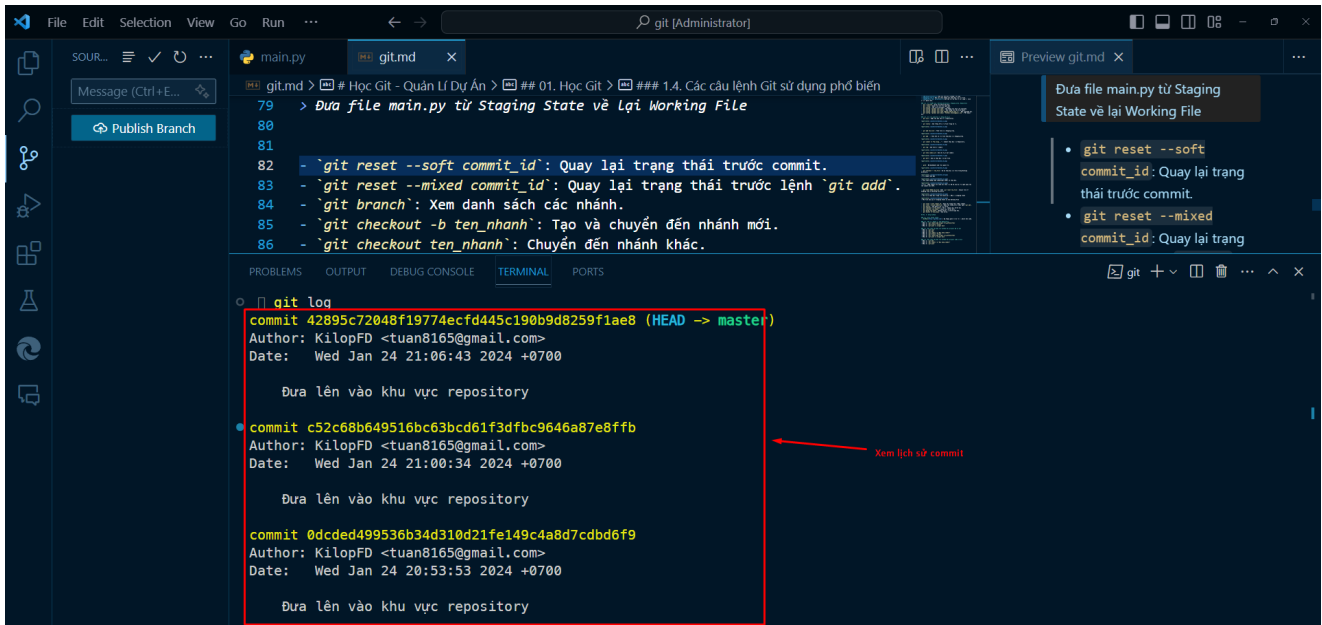 File Edit Selection View Go Run ··· git [Administrator]
SOUR... ··· main.py git.md Preview git.md ···
git.md > # Học Git - Quản Lí Dự Án > ## 01. Học Git > ### 1.4. Các câu lệnh Git sử dụng phổ biến
Message (Ctrl+E...
Publish Branch
79 > Đưa file main.py từ Staging State về lại Working File
80
81
82 - `git reset --soft commit_id`: Quay lại trạng thái trước commit.
83 - `git reset --mixed commit_id`: Quay lại trạng thái trước lệnh `git add`.
84 - `git branch`: Xem danh sách các nhánh.
85 - `git checkout -b ten_nhanh`: Tạo và chuyển đến nhánh mới.
86 - `git checkout ten_nhanh`: Chuyển đến nhánh khác.
Đưa file main.py từ Staging
State về lại Working File
• git reset --soft
commit_id: Quay lại trạng
thái trước commit.
• git reset --mixed
commit_id: Quay lại trạng
PROBLEMS OUTPUT DEBUG CONSOLE TERMINAL PORTS git
git log
commit 42895c72048f19774ecfd445c190b9d8259f1ae8 (HEAD -> master)
Author: KilopFD <tuan8165@gmail.com>
Date: Wed Jan 24 21:06:43 2024 +0700
Đưa lên vào khu vực repository
commit c52c68b649516bc63bcd61f3dfbc9646a87e8ffb
Author: KilopFD <tuan8165@gmail.com>
Date: Wed Jan 24 21:00:34 2024 +0700
Xem lịch sử commit
Đưa lên vào khu vực repository
commit 0dcded499536b34d310d21fe149c4a8d7cdbd6f9
Author: KilopFD <tuan8165@gmail.com>
Date: Wed Jan 24 20:53:53 2024 +0700
Đưa lên vào khu vực repository